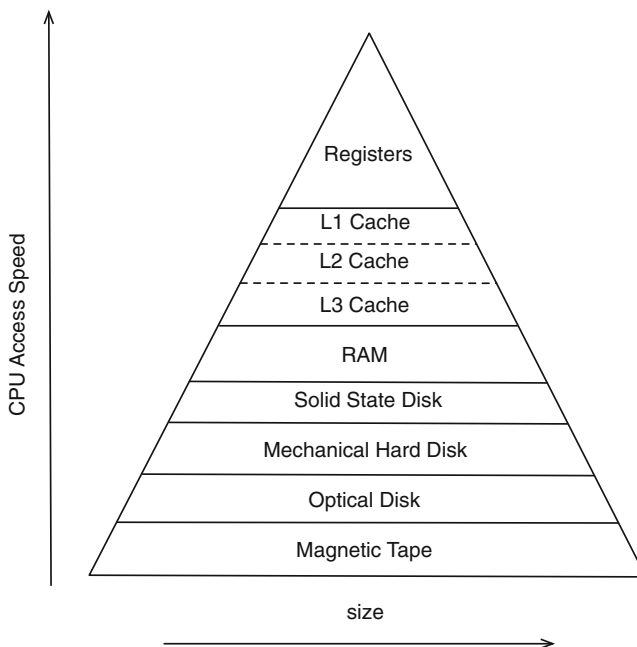 Registers
L1 Cache
L2 Cache
L3 Cache
RAM
Solid State Disk
Mechanical Hard Disk
Optical Disk
Magnetic Tape
CPU Access Speed
size